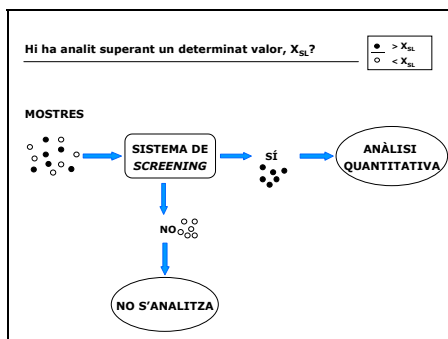 Hi ha analit superant un determinat valor, XSL?
> XSL
< XSL
MOSTRES
SISTEMA DE
SCREENING
SÍ
ANÀLISI
QUANTITATIVA
NO
NO S'ANALITZA